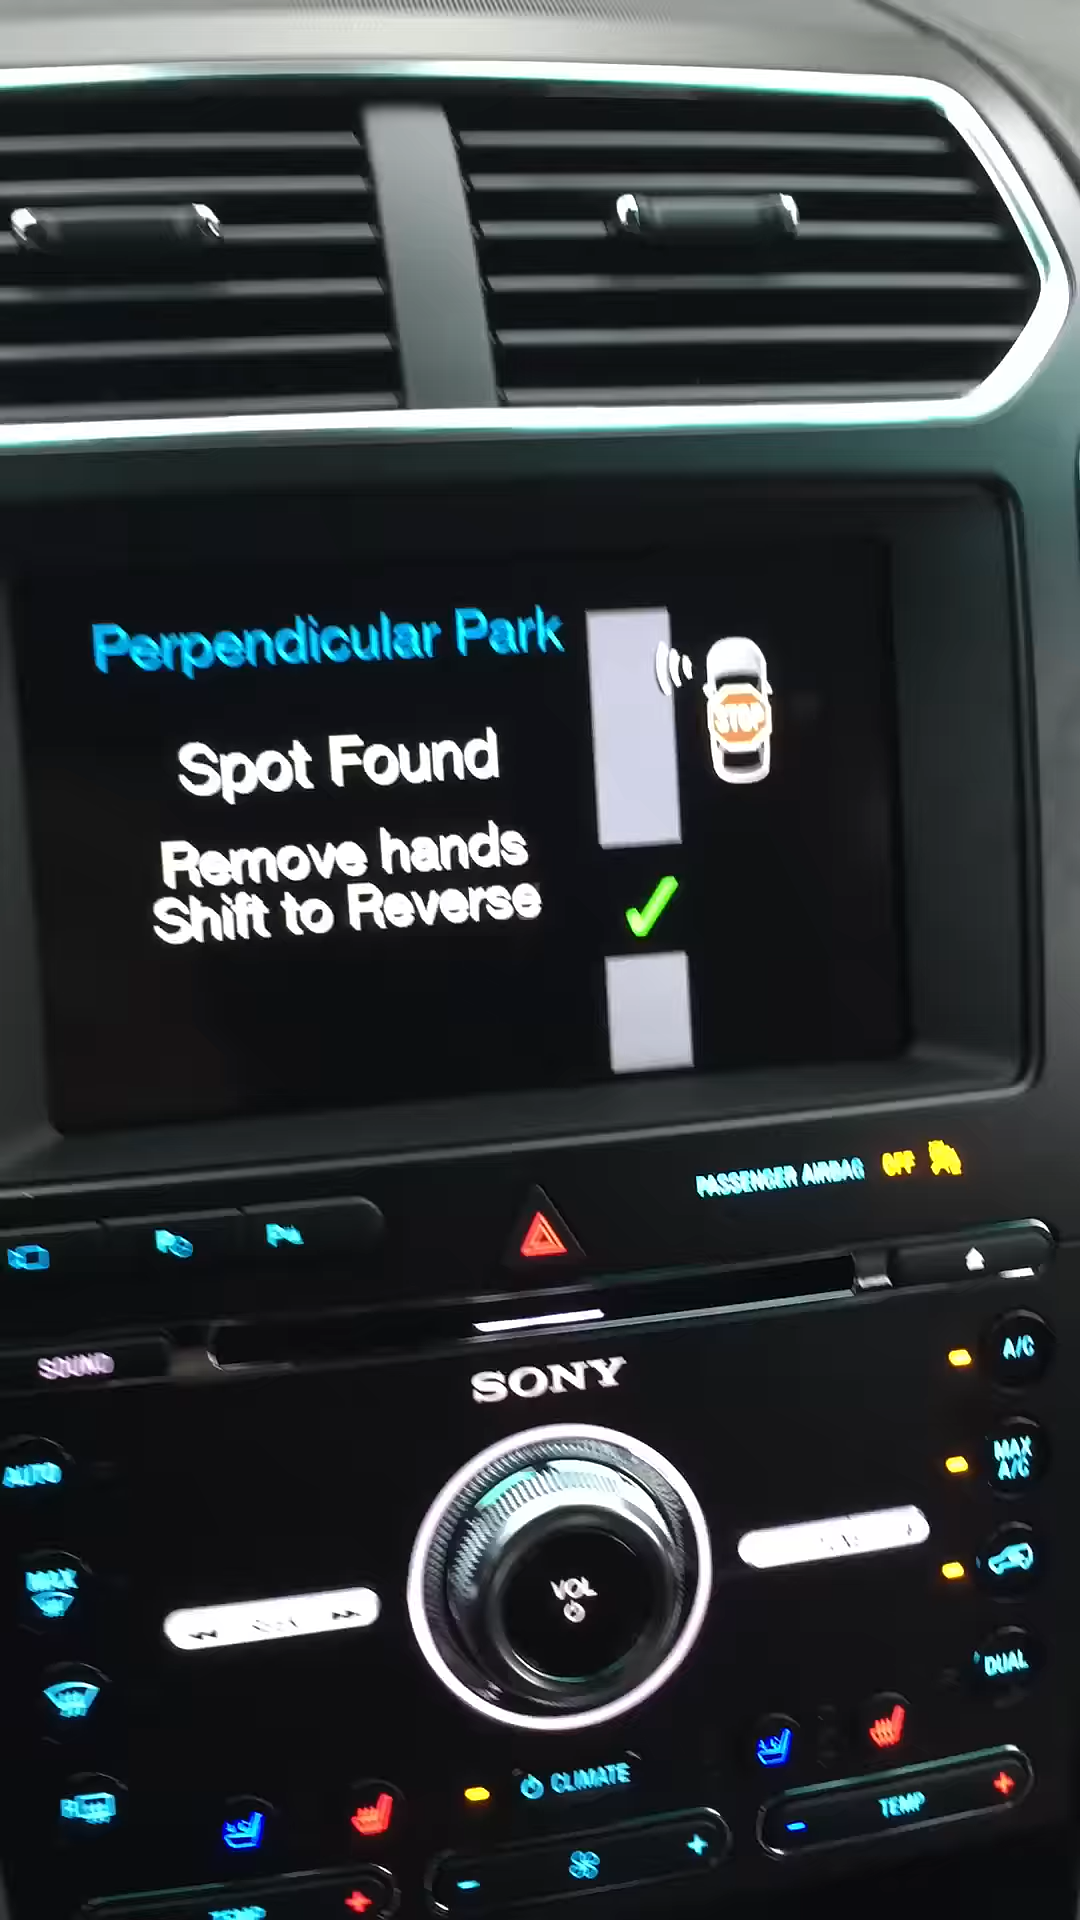 Perpendicular Park
Spot Found
Remove hands
Shift to Reverse
STOP
PASSENGER AIRBAG OFF
SOUND
SONY
A/C
AUTO
MAX
A/C
MAX
VOL
DUAL
R
CLIMATE
TEMP
TEMP